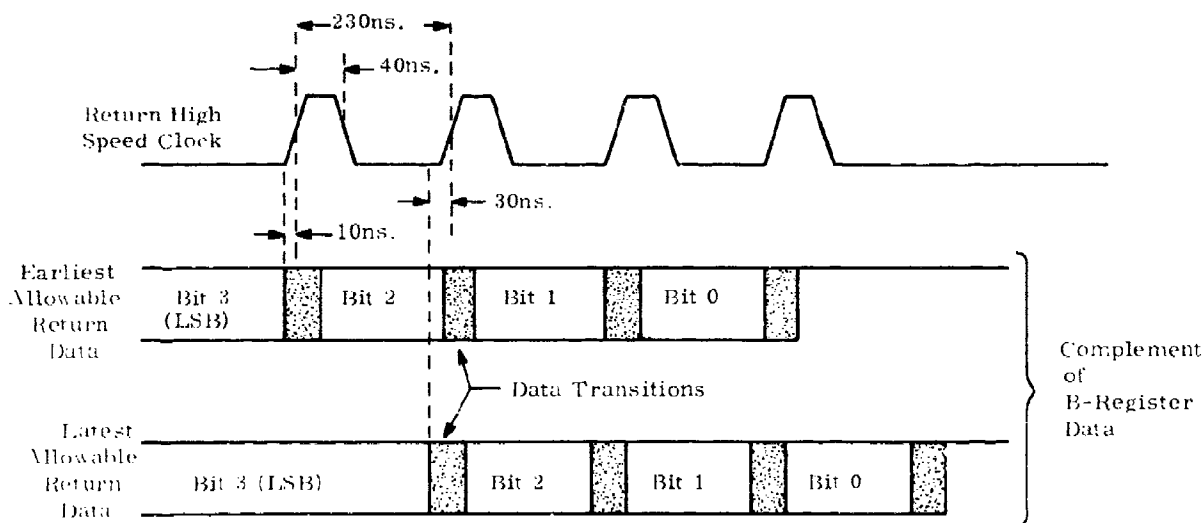 230ns.
40ns.
Return High
Speed Clock
30ns.
10ns.
Earliest
Allowable
Return
Data
Bit 3
(LSB)
Bit 2
Bit 1
Bit 0
Data Transitions
Complement
of
B-Register
Data
Latest
Allowable
Return
Data
Bit 3 (LSB)
Bit 2
Bit 1
Bit 0